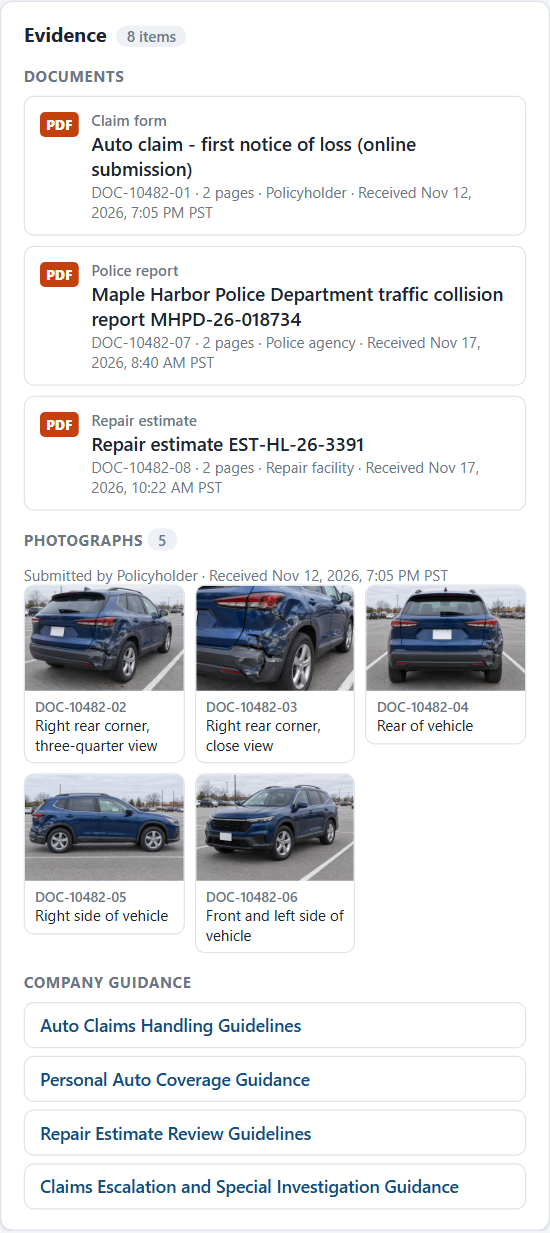 Evidence 8 items
DOCUMENTS
PDF Claim form
Auto claim - first notice of loss (online
submission)
DOC-10482-01 · 2 pages · Policyholder · Received Nov 12,
2026, 7:05 PM PST
PDF Police report
Maple Harbor Police Department traffic collision
report MHPD-26-018734
DOC-10482-07 · 2 pages · Police agency · Received Nov 17,
2026, 8:40 AM PST
PDF Repair estimate
Repair estimate EST-HL-26-3391
DOC-10482-08 · 2 pages · Repair facility · Received Nov 17,
2026, 10:22 AM PST
PHOTOGRAPHS 5
Submitted by Policyholder · Received Nov 12, 2026, 7:05 PM PST
DOC-10482-02
Right rear corner,
three-quarter view
DOC-10482-03
Right rear corner,
close view
DOC-10482-04
Rear of vehicle
DOC-10482-05
Right side of vehicle
DOC-10482-06
Front and left side of
vehicle
COMPANY GUIDANCE
Auto Claims Handling Guidelines
Personal Auto Coverage Guidance
Repair Estimate Review Guidelines
Claims Escalation and Special Investigation Guidance